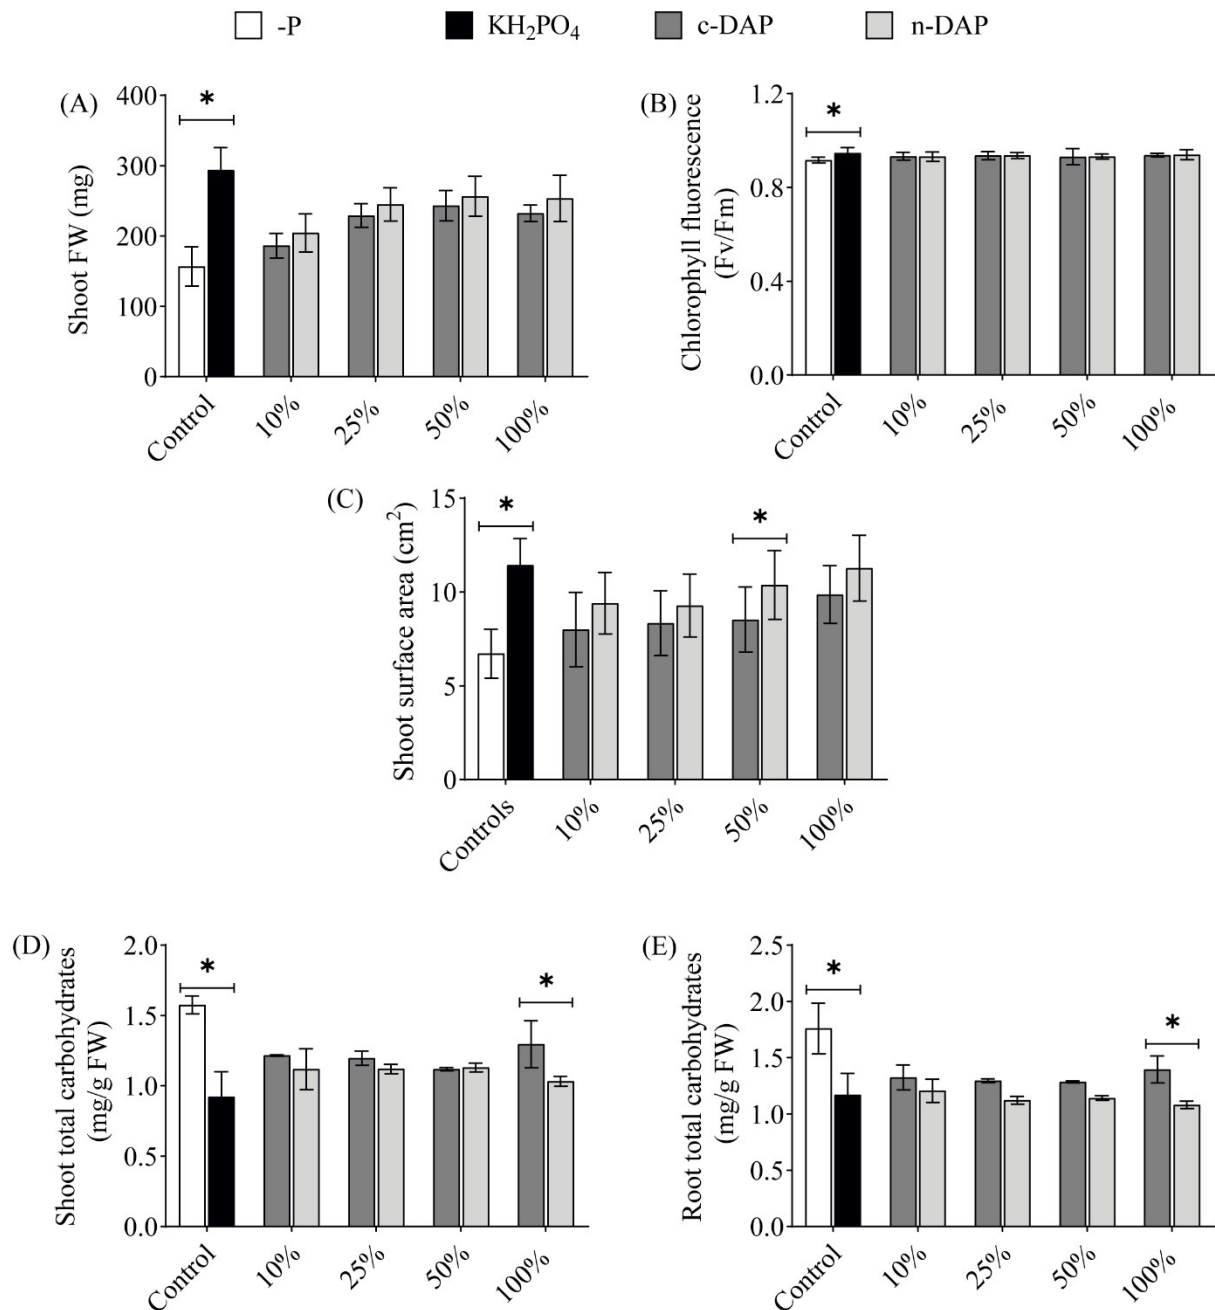 -P KH₂PO₄ c-DAP n-DAP
(A)
Shoot FW (mg)
400
300
200
100
0
*
Control 10% 25% 50% 100%
(B)
Chlorophyll fluorescence
(Fv/Fm)
1.2
0.8
0.4
0.0
*
Control 10% 25% 50% 100%
(C)
Shoot surface area (cm²)
15
10
5
0
* *
Controls 10% 25% 50% 100%
(D)
Shoot total carbohydrates
(mg/g FW)
2.0
1.5
1.0
0.5
0.0
* *
Control 10% 25% 50% 100%
(E)
Root total carbohydrates
(mg/g FW)
2.5
2.0
1.5
1.0
0.5
0.0
* *
Control 10% 25% 50% 100%